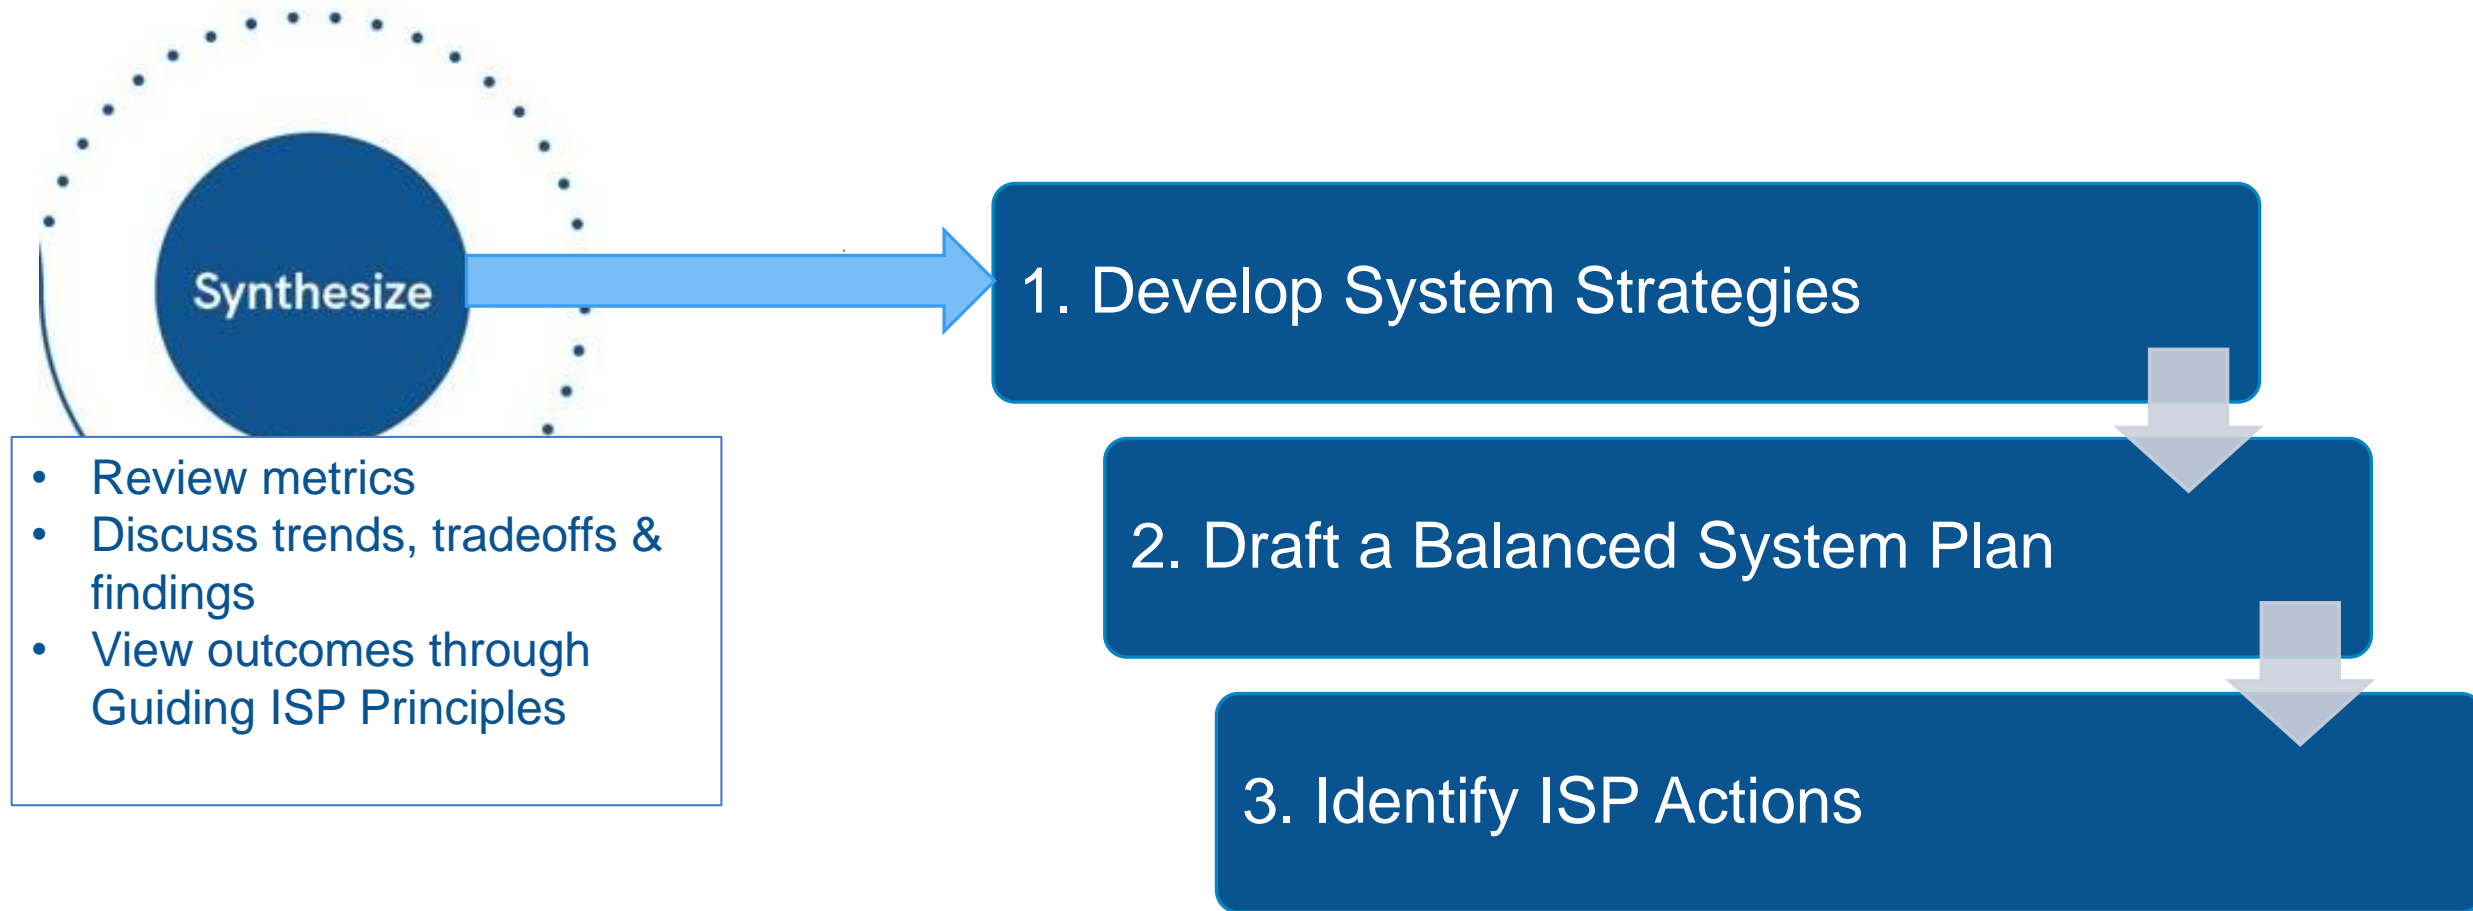 Synthesize
• Review metrics
• Discuss trends, tradeoffs &
findings
• View outcomes through
Guiding ISP Principles
1. Develop System Strategies
2. Draft a Balanced System Plan
3. Identify ISP Actions